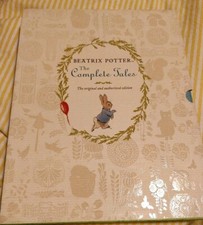 BEATRIX POTTER
The
Complete Tales
The original and authorized edition